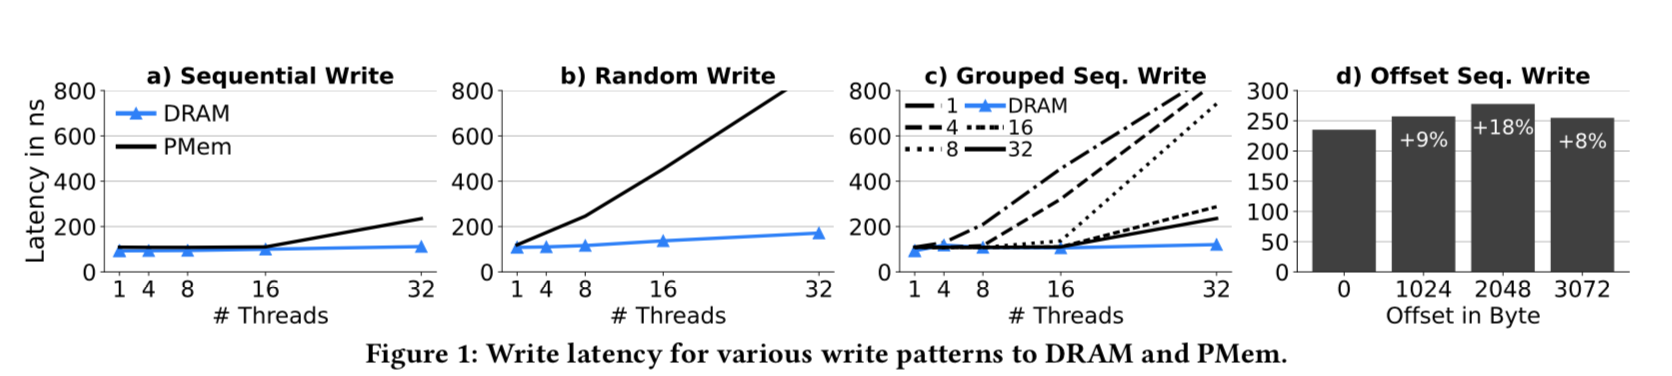 a) Sequential Write
Latency in ns
800
600
400
200
0
DRAM
PMem
1 4 8 16 32
# Threads
b) Random Write
800
600
400
200
0
1 4 8 16 32
# Threads
c) Grouped Seq. Write
800
600
400
200
0
1 DRAM
4 16
8 32
1 4 8 16 32
# Threads
d) Offset Seq. Write
300
250
200
150
100
50
0
+9% +18% +8%
0 1024 2048 3072
Offset in Byte
Figure 1: Write latency for various write patterns to DRAM and PMem.